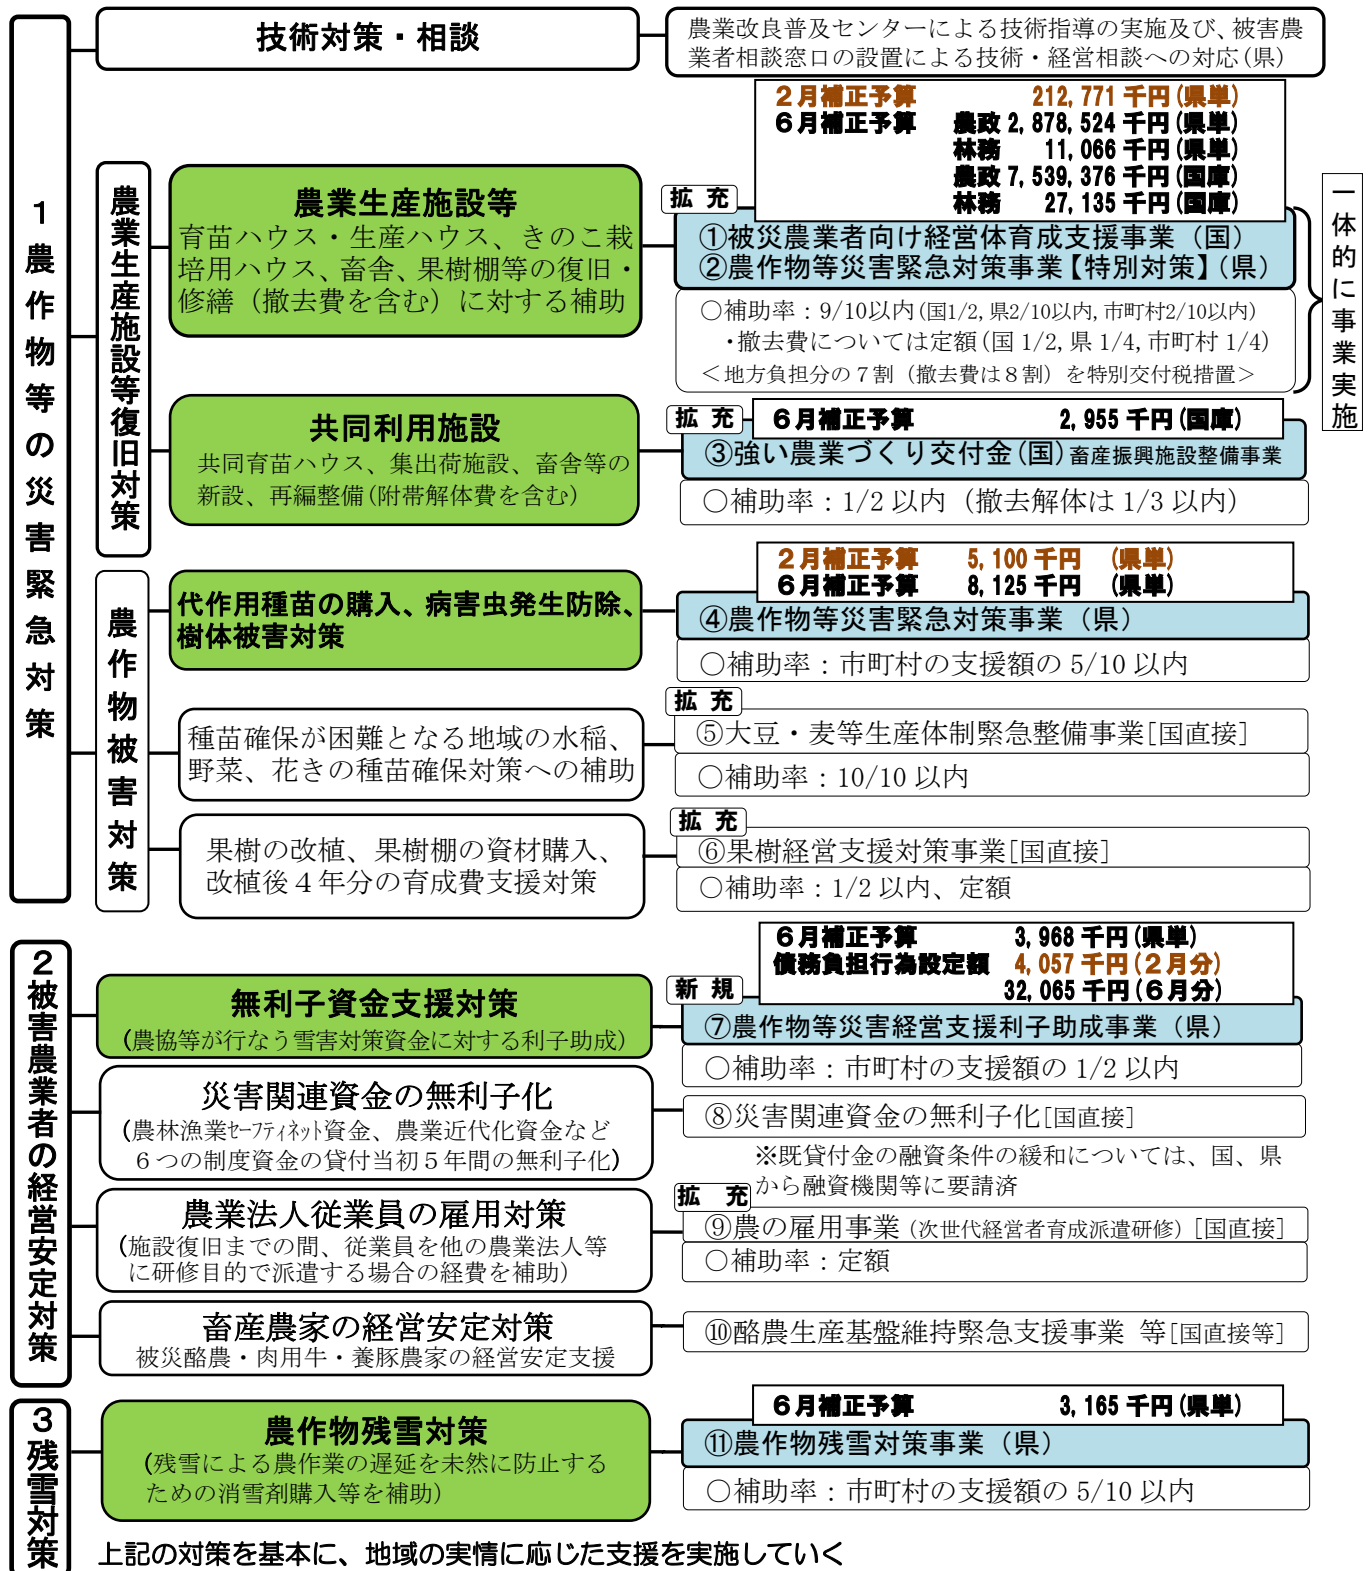 1農作物等の災害緊急対策
技術対策・相談
農業改良普及センターによる技術指導の実施及び、被害農
業者相談窓口の設置による技術・経営相談への対応(県)
農業生産施設等復旧対策
農業生産施設等
育苗ハウス・生産ハウス、きのこ栽
培用ハウス、畜舎、果樹棚等の復旧・
修繕（撤去費を含む）に対する補助
2月補正予算 212,771 千円(県単)
6月補正予算 農政 2,878,524 千円(県単)
林務 11,066 千円(県単)
農政 7,539,376 千円(国庫)
林務 27,135 千円(国庫)
拡 充
①被災農業者向け経営体育成支援事業（国）
②農作物等災害緊急対策事業【特別対策】(県）
○補助率：9/10以内(国1/2,県2/10以内,市町村2/10以内)
・撤去費については定額(国 1/2,県 1/4,市町村 1/4)
＜地方負担分の７割（撤去費は８割）を特別交付税措置＞
一体的に事業実施
共同利用施設
共同育苗ハウス、集出荷施設、畜舎等の
新設、再編整備(附帯解体費を含む)
拡 充
6月補正予算 2,955 千円(国庫)
③強い農業づくり交付金(国)畜産振興施設整備事業
○補助率：1/2 以内（撤去解体は 1/3 以内）
農作物被害対策
代作用種苗の購入、病害虫発生防除、
樹体被害対策
2月補正予算 5,100 千円 (県単)
6月補正予算 8,125 千円 (県単)
④農作物等災害緊急対策事業（県）
○補助率：市町村の支援額の 5/10 以内
種苗確保が困難となる地域の水稲、
野菜、花きの種苗確保対策への補助
拡 充
⑤大豆・麦等生産体制緊急整備事業[国直接]
○補助率：10/10 以内
果樹の改植、果樹棚の資材購入、
改植後４年分の育成費支援対策
拡 充
⑥果樹経営支援対策事業[国直接]
○補助率：1/2 以内、定額
2被害農業者の経営安定対策
無利子資金支援対策
(農協等が行なう雪害対策資金に対する利子助成)
6月補正予算 3,968 千円(県単)
債務負担行為設定額 4,057 千円(2月分)
32,065 千円(6月分)
新 規
⑦農作物等災害経営支援利子助成事業（県）
○補助率：市町村の支援額の 1/2 以内
災害関連資金の無利子化
(農林漁業ｾｰﾌﾃｨﾈｯﾄ資金、農業近代化資金など
６つの制度資金の貸付当初５年間の無利子化)
⑧災害関連資金の無利子化[国直接]
※既貸付金の融資条件の緩和については、国、県
から融資機関等に要請済
農業法人従業員の雇用対策
(施設復旧までの間、従業員を他の農業法人等
に研修目的で派遣する場合の経費を補助)
拡 充
⑨農の雇用事業(次世代経営者育成派遣研修)[国直接]
○補助率：定額
畜産農家の経営安定対策
被災酪農・肉用牛・養豚農家の経営安定支援
⑩酪農生産基盤維持緊急支援事業 等[国直接等]
3残雪対策
農作物残雪対策
(残雪による農作業の遅延を未然に防止する
ための消雪剤購入等を補助)
6月補正予算 3,165 千円(県単)
⑪農作物残雪対策事業（県）
○補助率：市町村の支援額の 5/10 以内
上記の対策を基本に、地域の実情に応じた支援を実施していく